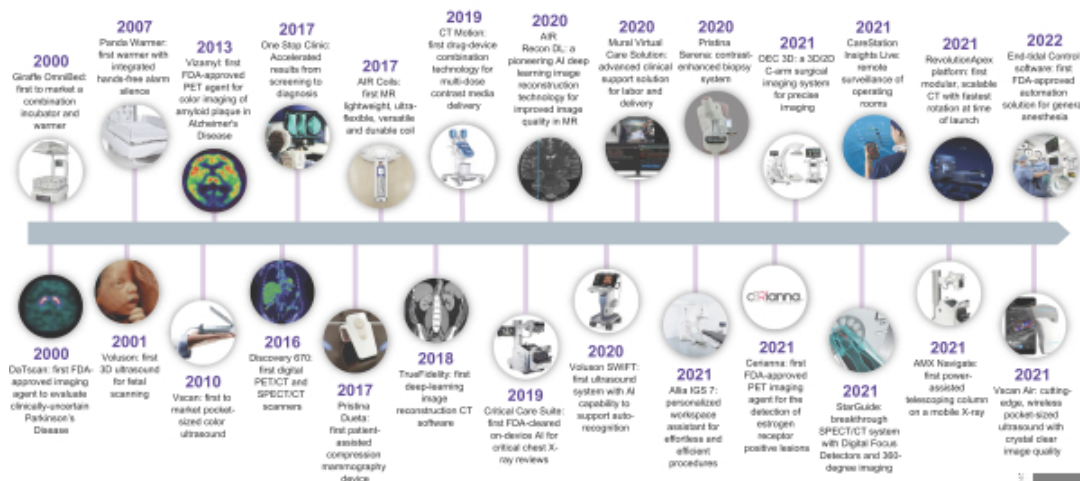 2000
Giraffe OmniBed:
first to market a
combination
incubator and
warmer
2007
Panda Warmer:
first warmer with
integrated
hands-free alarm
silence
2013
Vizamyl: first
FDA-approved
PET agent for
color imaging of
amyloid plaque in
Alzheimer's
Disease
2017
One Stop Clinic:
Accelerated
results from
screening to
diagnosis
2017
AIR Coils:
first MR
lightweight, ultra-
flexible, versatile
and durable coil
2019
CT Motion:
first drug-device
combination
technology for
multi-dose
contrast media
delivery
2020
AIR
Recon DL: a
pioneering AI deep
learning image
reconstruction
technology for
improved image
quality in MR
2020
Mural Virtual
Care Solution:
advanced clinical
support solution
for labor and
delivery
2020
Pristina
Serena: contrast-
enhanced biopsy
system
2021
OEC 3D: a 3D/2D
C-arm surgical
imaging system
for precise
imaging
2021
CareStation
Insights Live:
remote
surveillance of
operating
rooms
2021
RevolutionApex
platform: first
modular, scalable
CT with fastest
rotation at time
of launch
2022
End-tidal Control
software: first
FDA-approved
automation
solution for general
anesthesia
2000
DaTscan: first FDA-
approved imaging
agent to evaluate
clinically-uncertain
Parkinson's
Disease
2001
Voluson: first
3D ultrasound
for fetal
scanning
2010
Vscan: first to
market pocket-
sized color
ultrasound
2016
Discovery 670:
first digital
PET/CT and
SPECT/CT
scanners
2017
Pristina
Dueta:
first patient-
assisted
compression
mammography
device
2018
TrueFidelity: first
deep-learning
image
reconstruction CT
software
2019
Critical Care Suite:
first FDA-cleared
on-device AI for
critical chest X-
ray reviews
2020
Voluson SWIFT:
first ultrasound
system with AI
capability to
support auto-
recognition
2021
Allia IGS 7:
personalized
workspace
assistant for
effortless and
efficient
procedures
cerianna
2021
Cerianna: first
FDA-approved
PET imaging
agent for the
detection of
estrogen
receptor
positive lesions
2021
StarGuide:
breakthrough
SPECT/CT system
with Digital Focus
Detectors and 360-
degree imaging
2021
AMX Navigate:
first power-
assisted
telescoping column
on a mobile X-ray
2021
Vscan Air: cutting-
edge, wireless
pocket-sized
ultrasound with
crystal clear
image quality